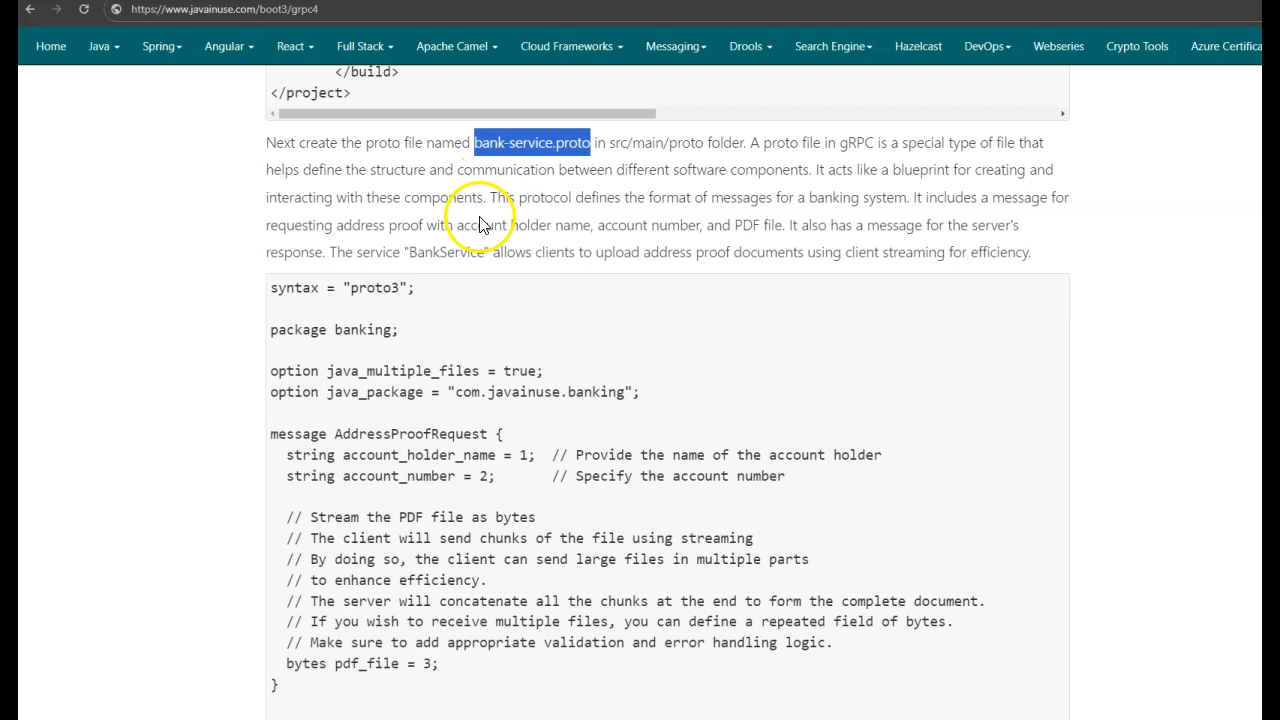 https://www.javainuse.com/boot3/grpc4
Home Java Spring Angular React Full Stack Apache Camel Cloud Frameworks Messaging Drools Search Engine Hazelcast DevOps Webseries Crypto Tools Azure Certifica
</build>
</project>
Next create the proto file named bank-service.proto in src/main/proto folder. A proto file in gRPC is a special type of file that
helps define the structure and communication between different software components. It acts like a blueprint for creating and
interacting with these components. This protocol defines the format of messages for a banking system. It includes a message for
requesting address proof with account holder name, account number, and PDF file. It also has a message for the server's
response. The service "BankService" allows clients to upload address proof documents using client streaming for efficiency.
syntax = "proto3";
package banking;
option java_multiple_files = true;
option java_package = "com.javainuse.banking";
message AddressProofRequest {
string account_holder_name = 1; // Provide the name of the account holder
string account_number = 2; // Specify the account number
// Stream the PDF file as bytes
// The client will send chunks of the file using streaming
// By doing so, the client can send large files in multiple parts
// to enhance efficiency.
// The server will concatenate all the chunks at the end to form the complete document.
// If you wish to receive multiple files, you can define a repeated field of bytes.
// Make sure to add appropriate validation and error handling logic.
bytes pdf_file = 3;
}